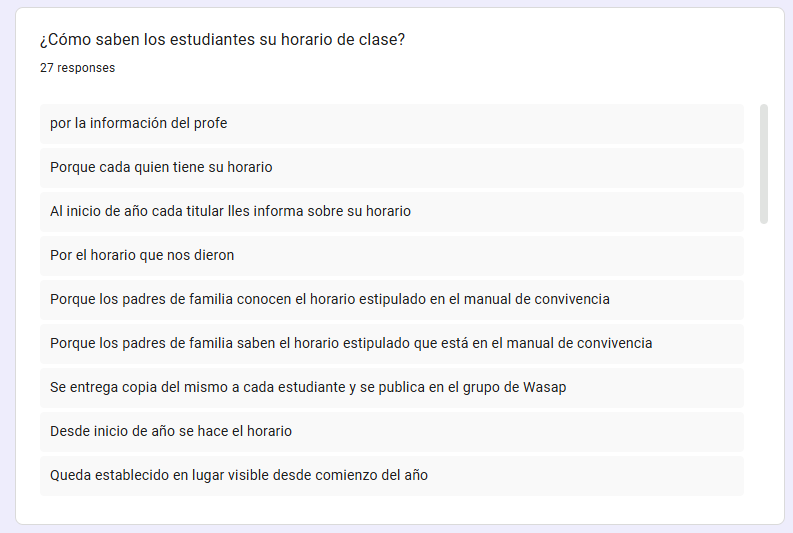 ¿Cómo saben los estudiantes su horario de clase?
27 responses
por la información del profe
Porque cada quien tiene su horario
Al inicio de año cada titular lles informa sobre su horario
Por el horario que nos dieron
Porque los padres de familia conocen el horario estipulado en el manual de convivencia
Porque los padres de familia saben el horario estipulado que está en el manual de convivencia
Se entrega copia del mismo a cada estudiante y se publica en el grupo de Wasap
Desde inicio de año se hace el horario
Queda establecido en lugar visible desde comienzo del año